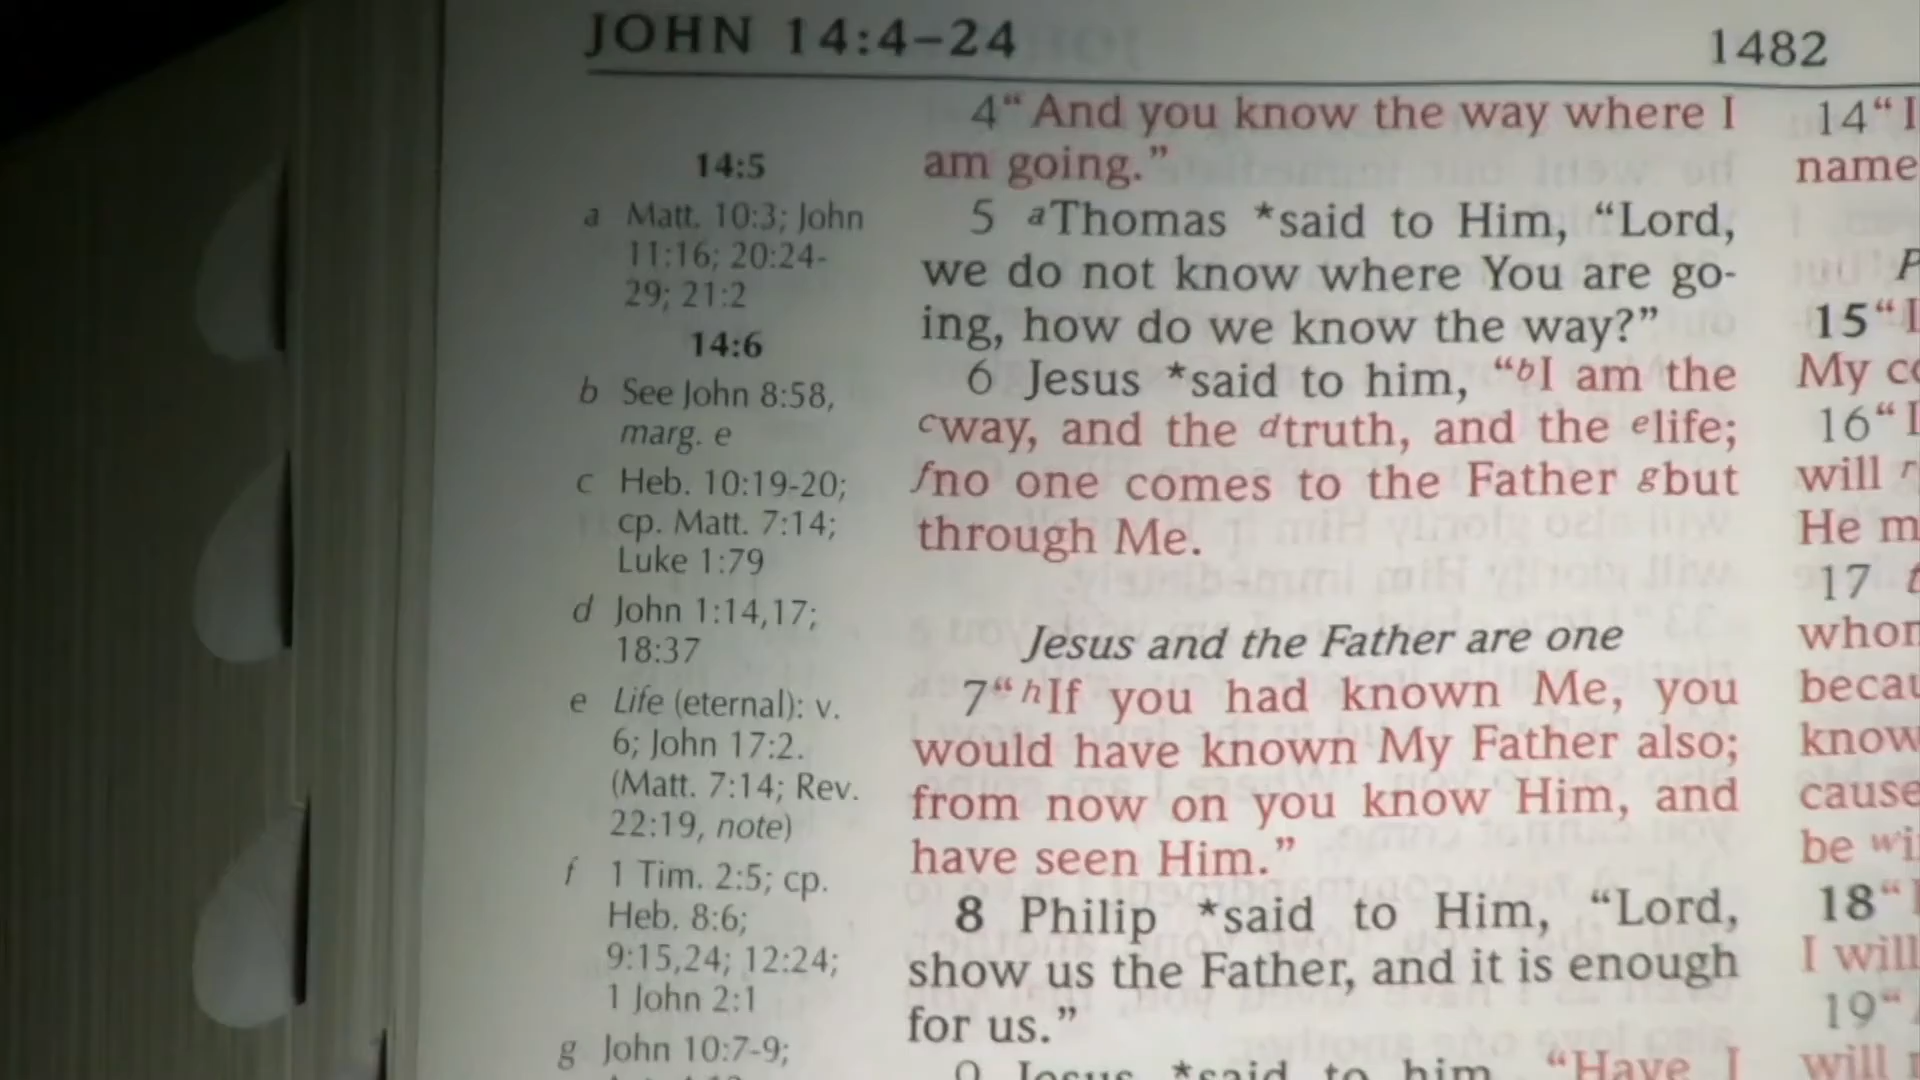 JOHN 14:4–24
1482
14:5
a Matt. 10:3; John
11:16; 20:24-
29; 21:2
14:6
b See John 8:58,
marg. e
c Heb. 10:19-20;
cp. Matt. 7:14;
Luke 1:79
d John 1:14,17;
18:37
e Life (eternal): v.
6; John 17:2.
(Matt. 7:14; Rev.
22:19, note)
f 1 Tim. 2:5; cp.
Heb. 8:6;
9:15,24; 12:24;
1 John 2:1
g John 10:7-9;
4“And you know the way where I
am going.”
5 aThomas *said to Him, “Lord,
we do not know where You are go-
ing, how do we know the way?”
6 Jesus *said to him, “bI am the
cway, and the dtruth, and the elife;
fno one comes to the Father gbut
through Me.
Jesus and the Father are one
7“hIf you had known Me, you
would have known My Father also;
from now on you know Him, and
have seen Him.”
8 Philip *said to Him, “Lord,
show us the Father, and it is enough
for us.”
9 Jesus *said to him, “Have I
14“I
name
15“I
My
16“I
will
He
17
know
cause
be
18“
I will
19“
will